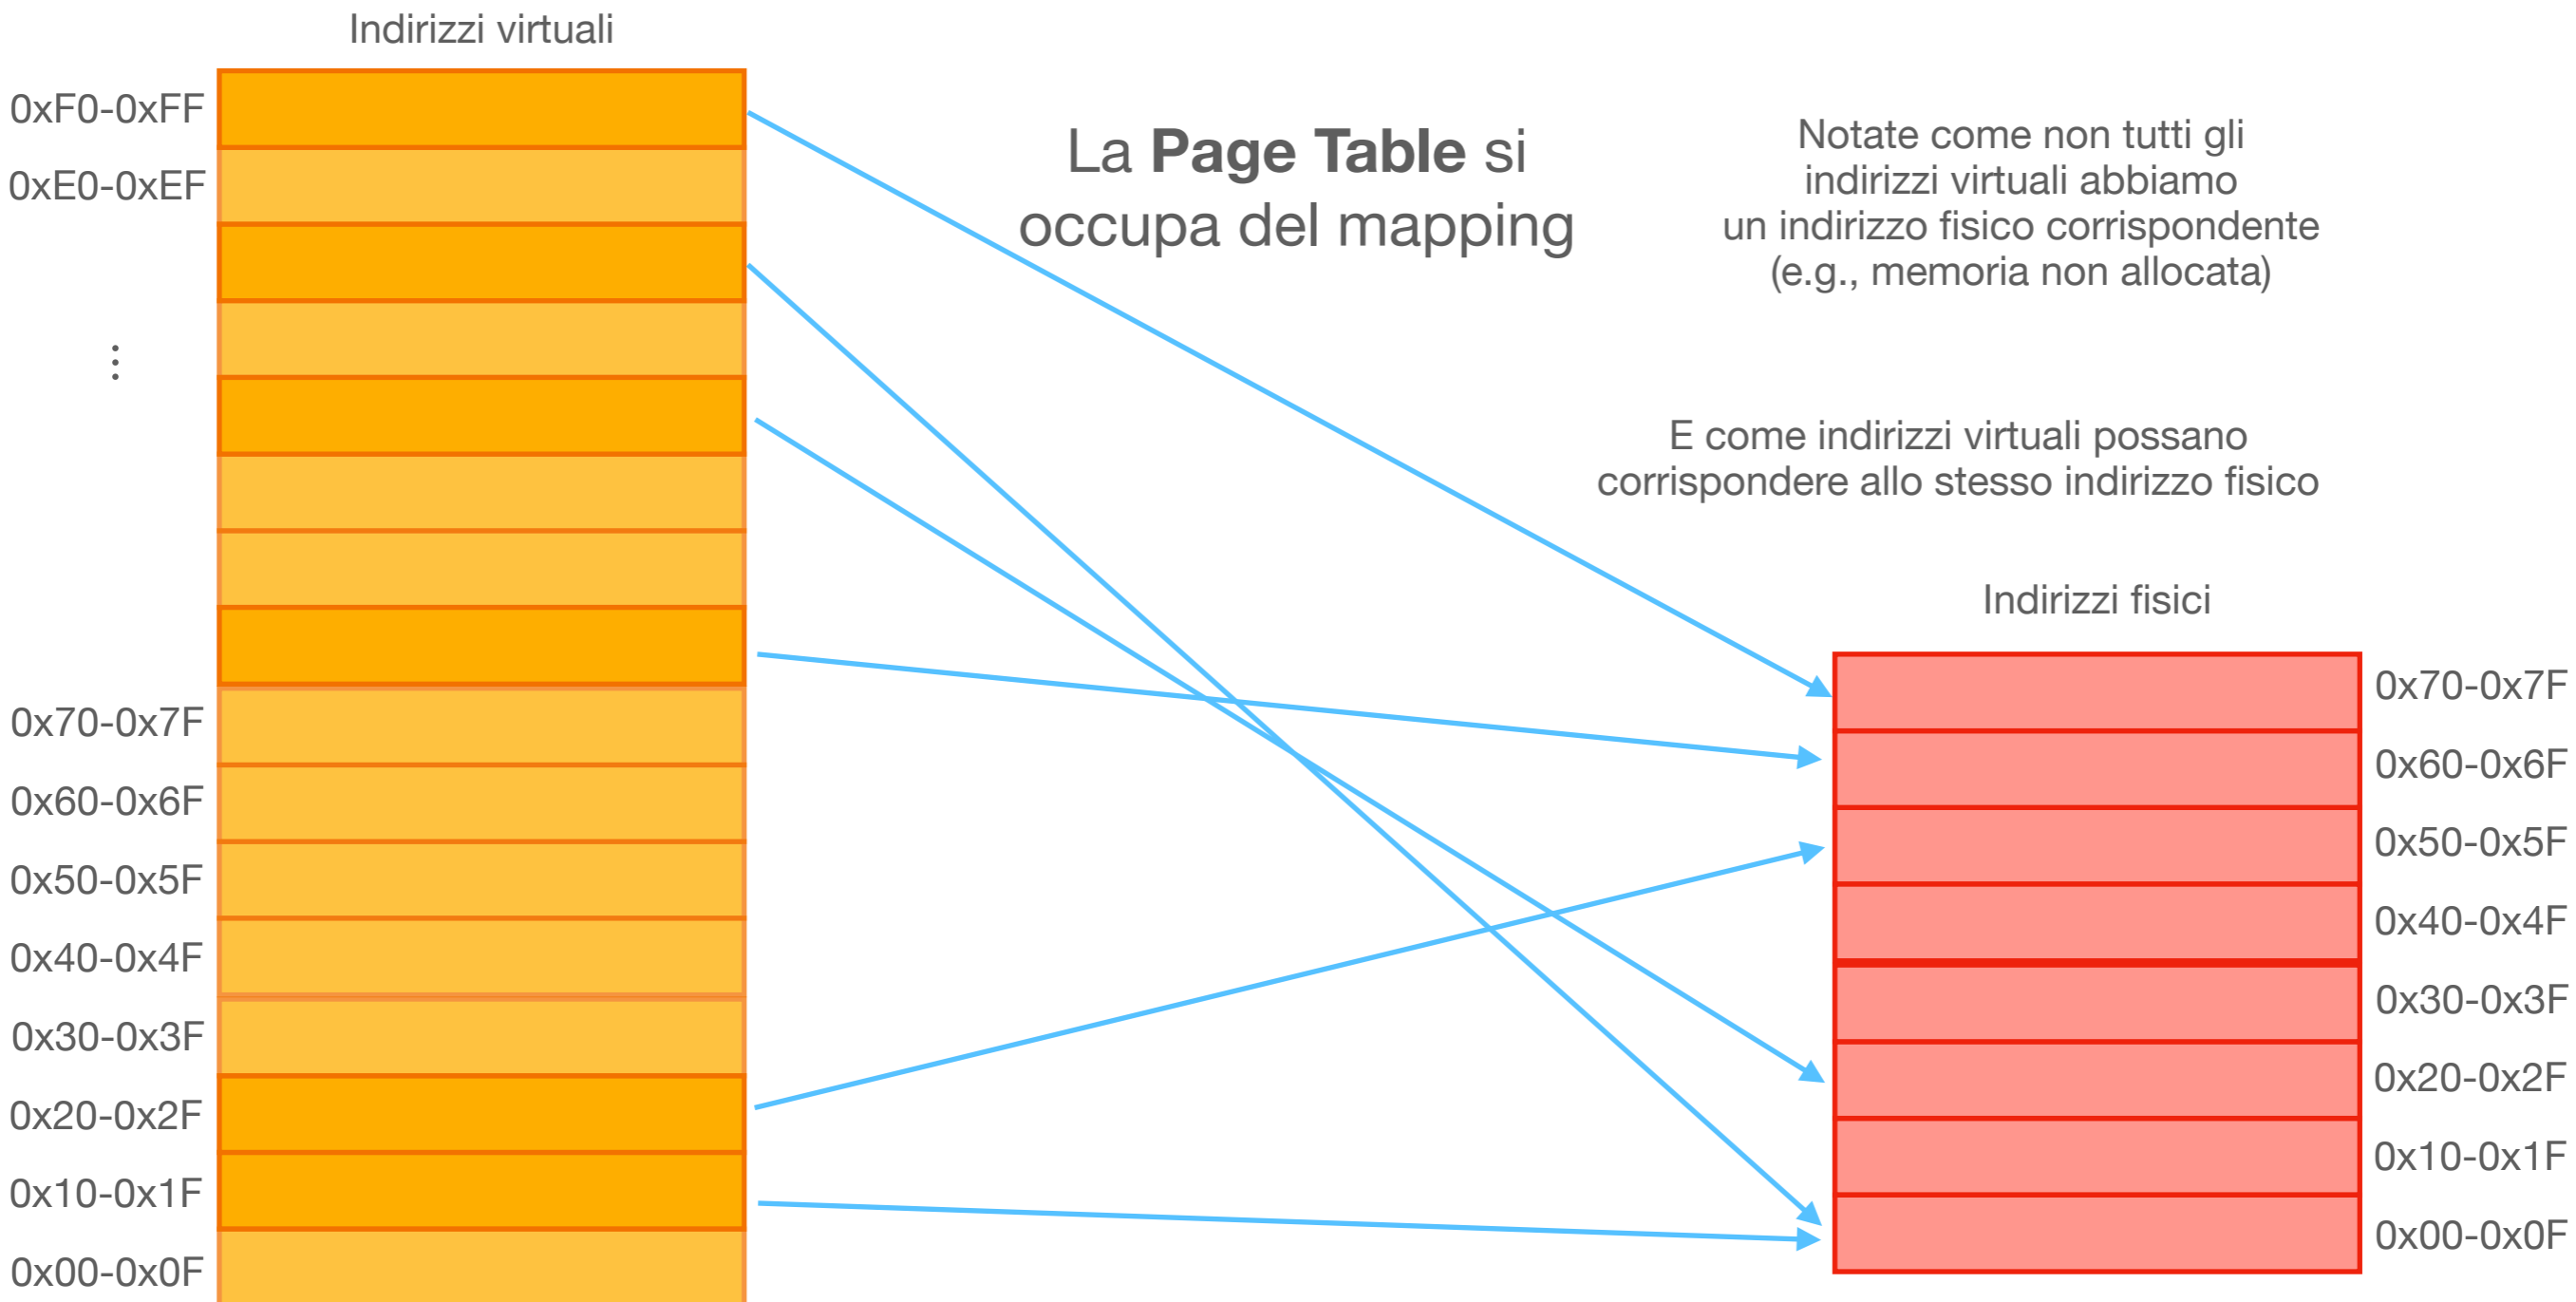 Indirizzi virtuali
0xF0-0xFF
0xE0-0xEF
⋮
0x70-0x7F
0x60-0x6F
0x50-0x5F
0x40-0x4F
0x30-0x3F
0x20-0x2F
0x10-0x1F
0x00-0x0F
La Page Table si
occupa del mapping
Notate come non tutti gli
indirizzi virtuali abbiamo
un indirizzo fisico corrispondente
(e.g., memoria non allocata)
E come indirizzi virtuali possano
corrispondere allo stesso indirizzo fisico
Indirizzi fisici
0x70-0x7F
0x60-0x6F
0x50-0x5F
0x40-0x4F
0x30-0x3F
0x20-0x2F
0x10-0x1F
0x00-0x0F